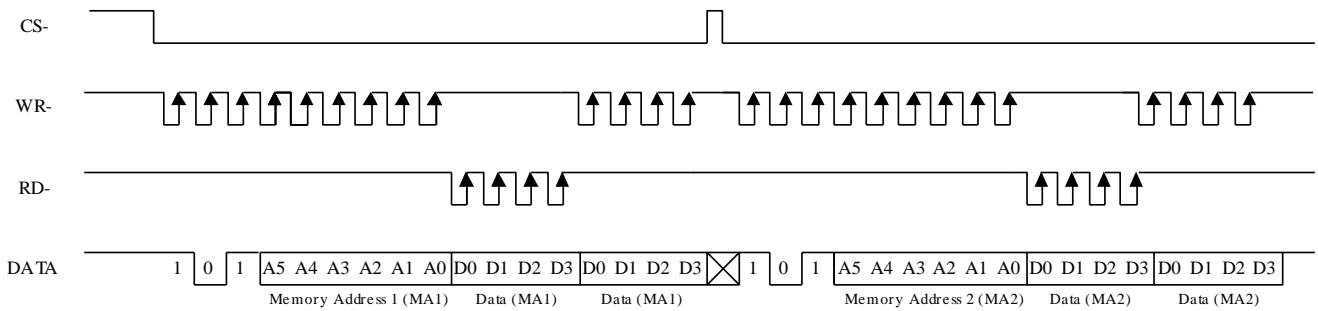 CS-
WR-
RD-
DATA 1 0 1 A5 A4 A3 A2 A1 A0 D0 D1 D2 D3 D0 D1 D2 D3 1 0 1 A5 A4 A3 A2 A1 A0 D0 D1 D2 D3 D0 D1 D2 D3
Memory Address 1 (MA1) Data (MA1) Data (MA1) Memory Address 2 (MA2) Data (MA2) Data (MA2)